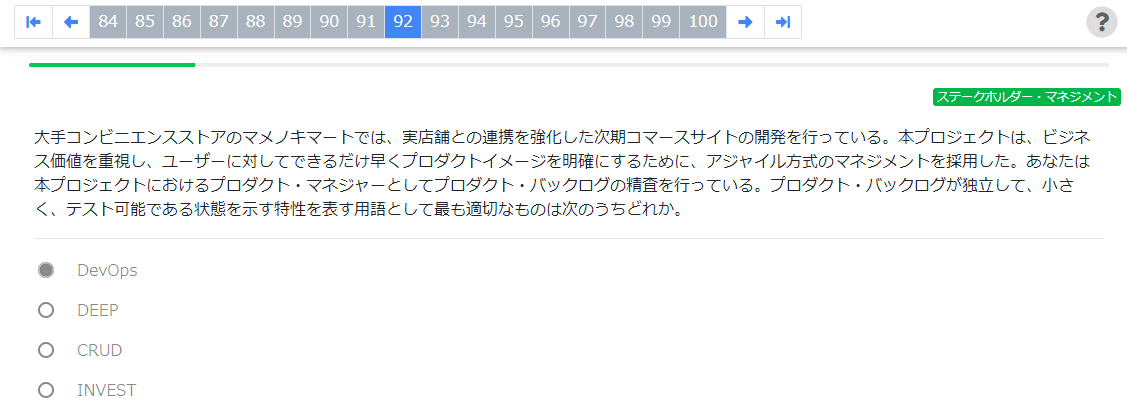 84 85 86 87 88 89 90 91 92 93 94 95 96 97 98 99 100 ?
ステークホルダー・マネジメント
大手コンビニエンスストアのマメノキマートでは、実店舗との連携を強化した次期コマースサイトの開発を行っている。本プロジェクトは、ビジネ
ス価値を重視し、ユーザーに対してできるだけ早くプロダクトイメージを明確にするために、アジャイル方式のマネジメントを採用した。あなたは
本プロジェクトにおけるプロダクト・マネジャーとしてプロダクト・バックログの精査を行っている。プロダクト・バックログが独立して、小さ
く、テスト可能である状態を示す特性を表す用語として最も適切なものは次のうちどれか。
DevOps
DEEP
CRUD
INVEST